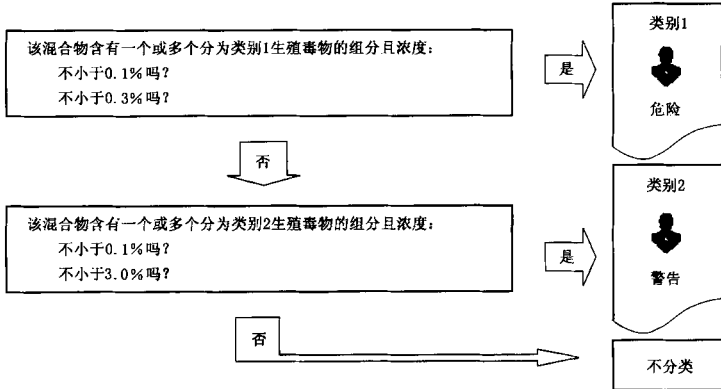 该混合物含有一个或多个分为类别1生殖毒物的组分且浓度:
不小于0.1%吗?
不小于0.3%吗?
是
类别1
危险
否
该混合物含有一个或多个分为类别2生殖毒物的组分且浓度:
不小于0.1%吗?
不小于3.0%吗?
是
类别2
警告
否
不分类